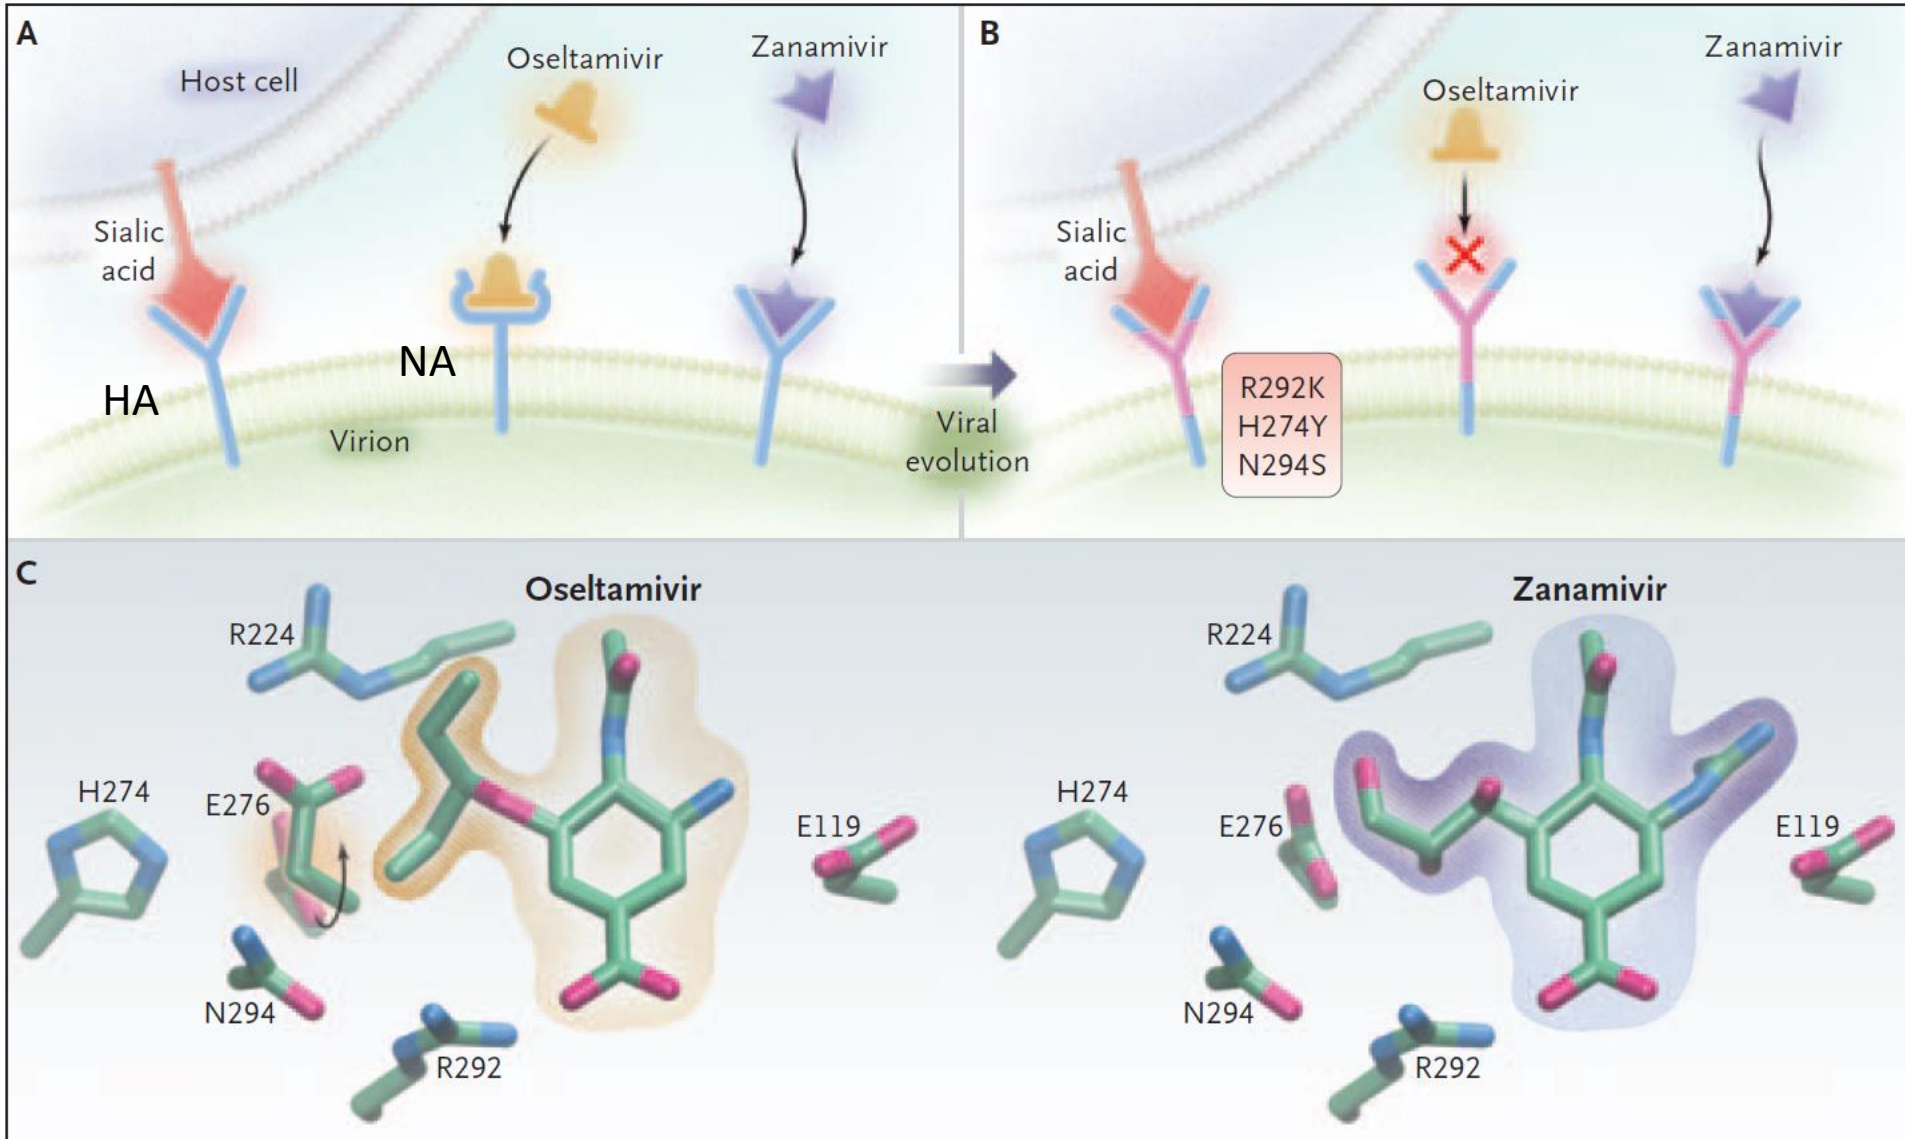 A
Host cell
Oseltamivir
Zanamivir
Sialic
acid
HA
NA
Virion
Viral
evolution
B
Oseltamivir
Zanamivir
Sialic
acid
R292K
H274Y
N294S
C
Oseltamivir
R224
H274
E276
E119
N294
R292
Zanamivir
R224
H274
E276
E119
N294
R292